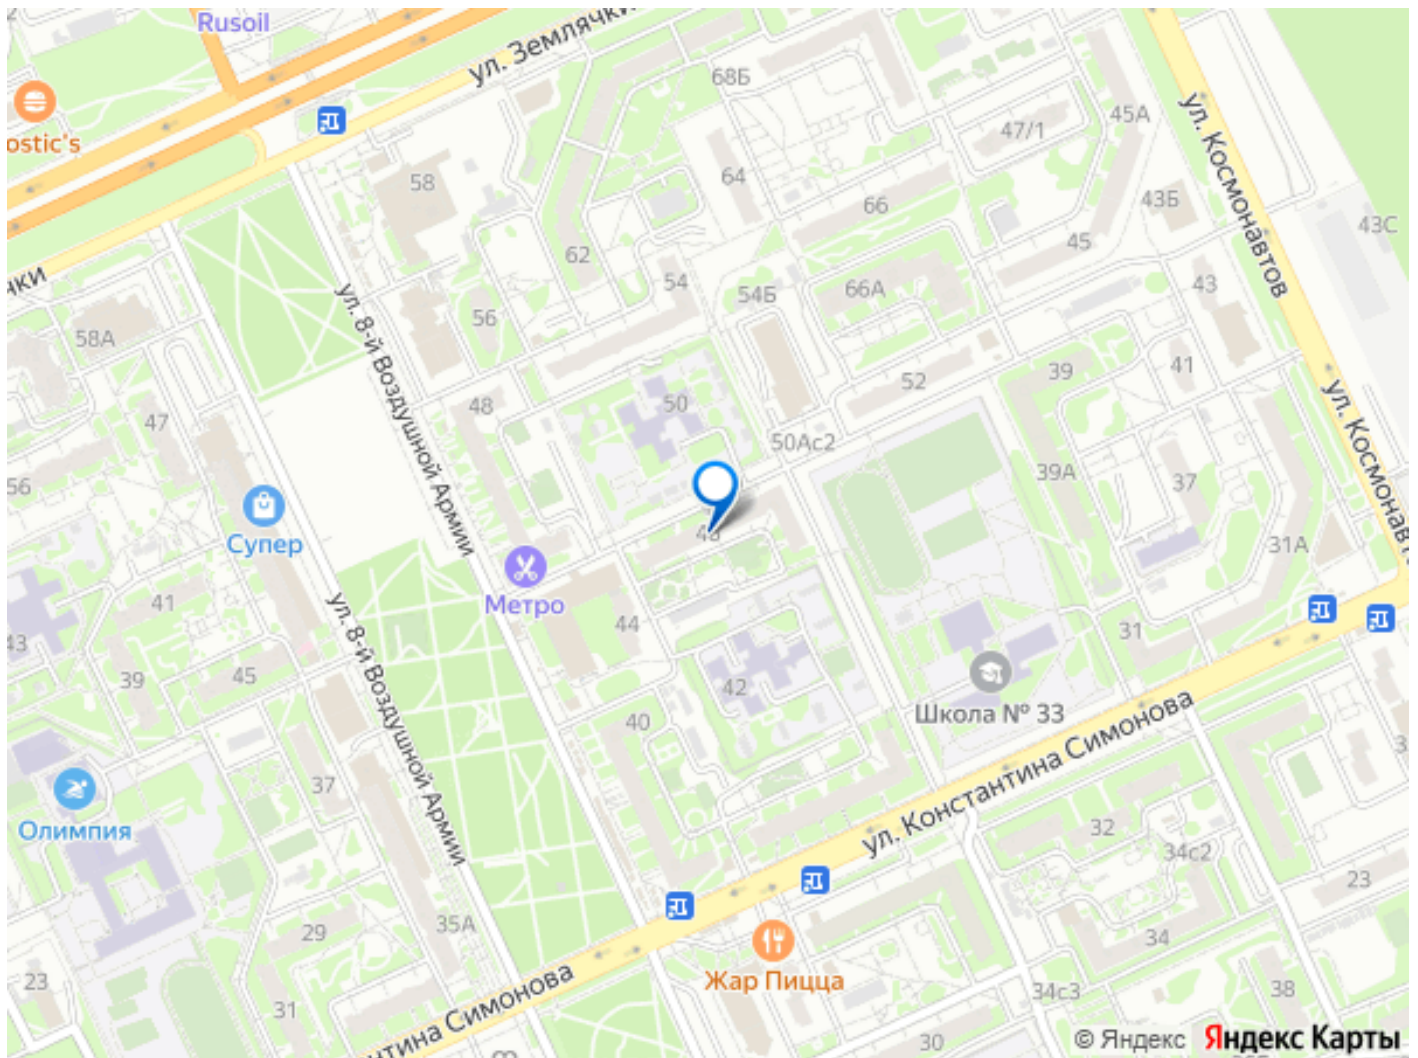 Rusoil
ostic's
ул. Землячки
68Б
47/1
45А
ул. Космонавтов
58
64
66
43Б
43С
45
62
54
54Б
66А
43
чки
ул. 8-й Воздушной Армии
56
58А
41
39
52
50
48
47
50Ас2
56
39А
37
Супер
31А
Метро
41
ул. 8-й Воздушной Армии
44
43
39
45
42
31
40
Школа № 33
ул. Космонавто
ул. Константина Симонова
37
Олимпия
32
34с2
23
35А
29
34
Жар Пицца
23
31
34с3
38
нтина Симонова
30
© Яндекс Яндекс Карты